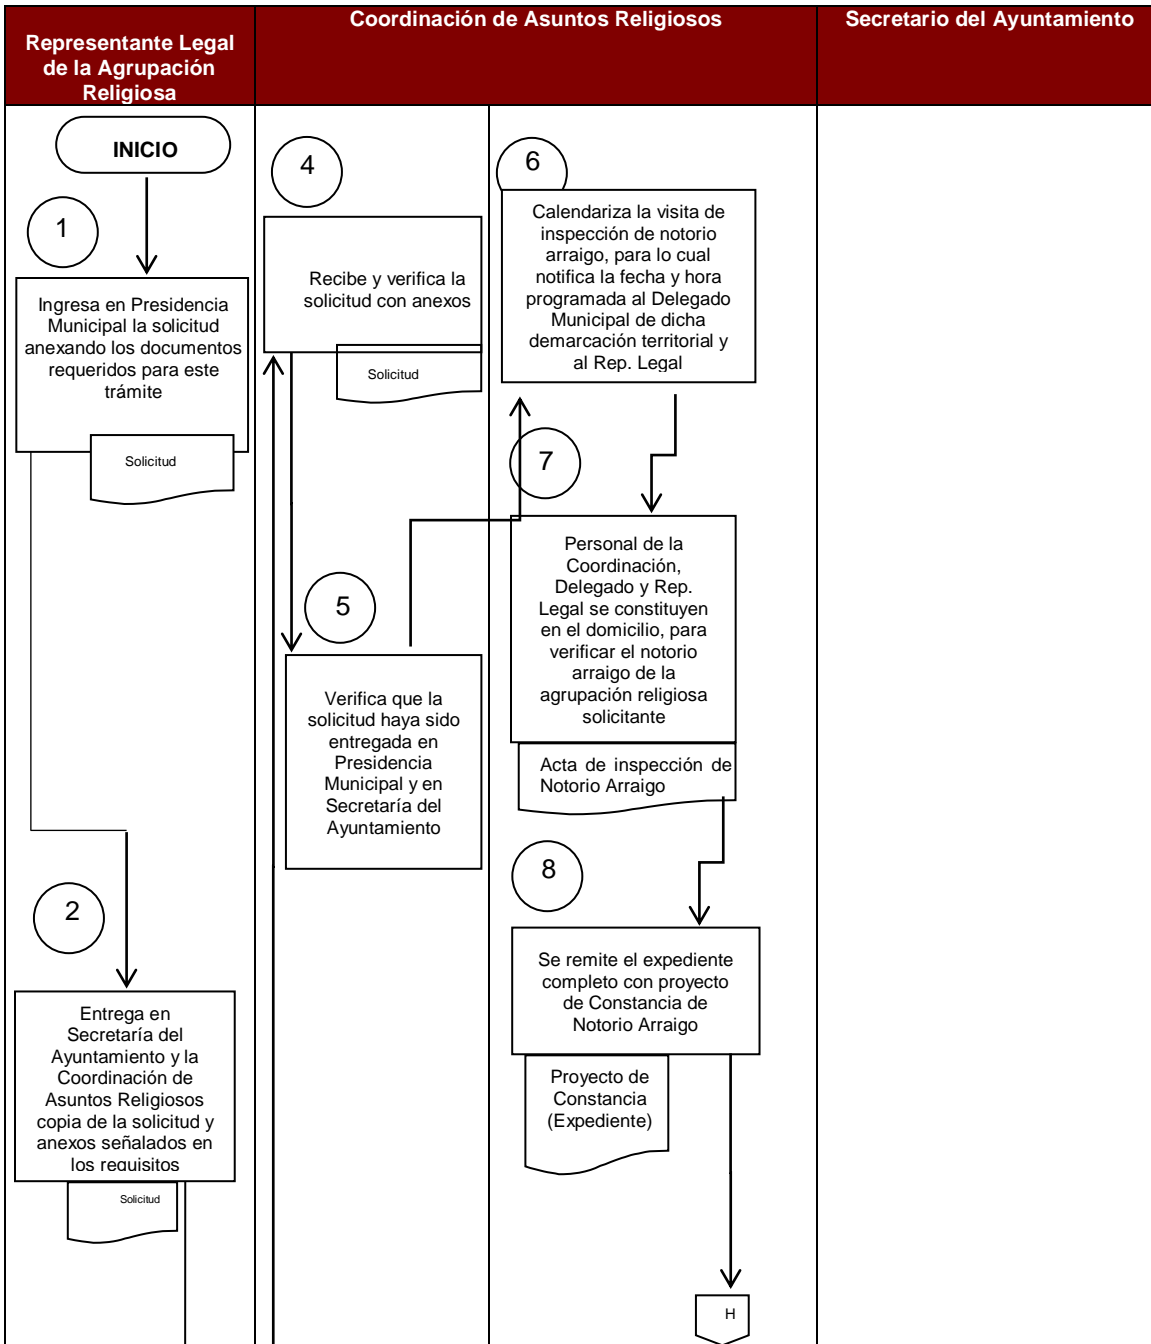 Representante Legal
de la Agrupación
Religiosa
Coordinación de Asuntos Religiosos
Secretario del Ayuntamiento
INICIO
1
Ingresa en Presidencia
Municipal la solicitud
anexando los documentos
requeridos para este
trámite
Solicitud
2
Entrega en
Secretaría del
Ayuntamiento y la
Coordinación de
Asuntos Religiosos
copia de la solicitud y
anexos señalados en
los requisitos
Solicitud
4
Recibe y verifica la
solicitud con anexos
Solicitud
5
Verifica que la
solicitud haya sido
entregada en
Presidencia
Municipal y en
Secretaría del
Ayuntamiento
6
Calendariza la visita de
inspección de notorio
arraigo, para lo cual
notifica la fecha y hora
programada al Delegado
Municipal de dicha
demarcación territorial y
al Rep. Legal
7
Personal de la
Coordinación,
Delegado y Rep.
Legal se constituyen
en el domicilio, para
verificar el notorio
arraigo de la
agrupación religiosa
solicitante
Acta de inspección de
Notorio Arraigo
8
Se remite el expediente
completo con proyecto
de Constancia de
Notorio Arraigo
Proyecto de
Constancia
(Expediente)
H